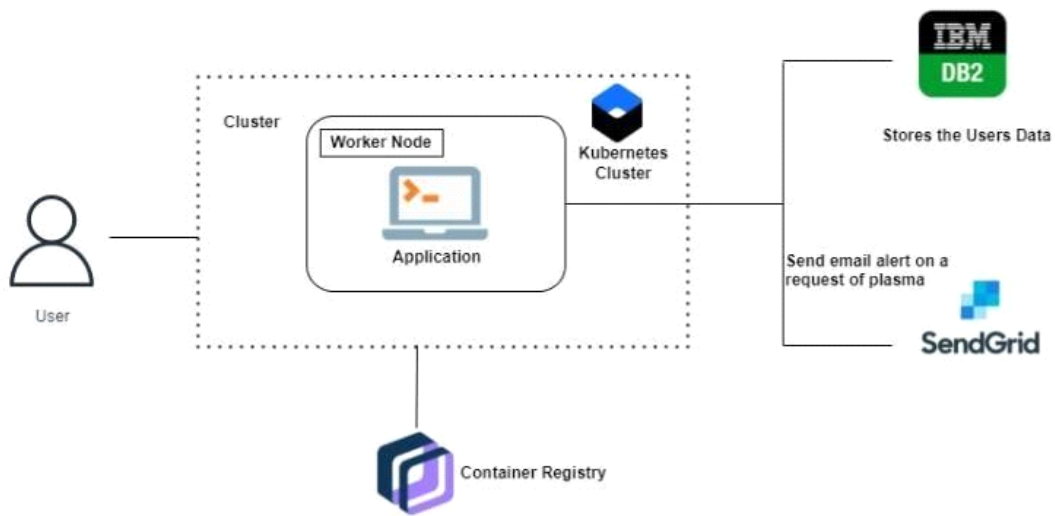 IBM
DB2
Stores the Users Data
Cluster
Worker Node
Kubernetes
Cluster
Application
User
Send email alert on a
request of plasma
SendGrid
Container Registry